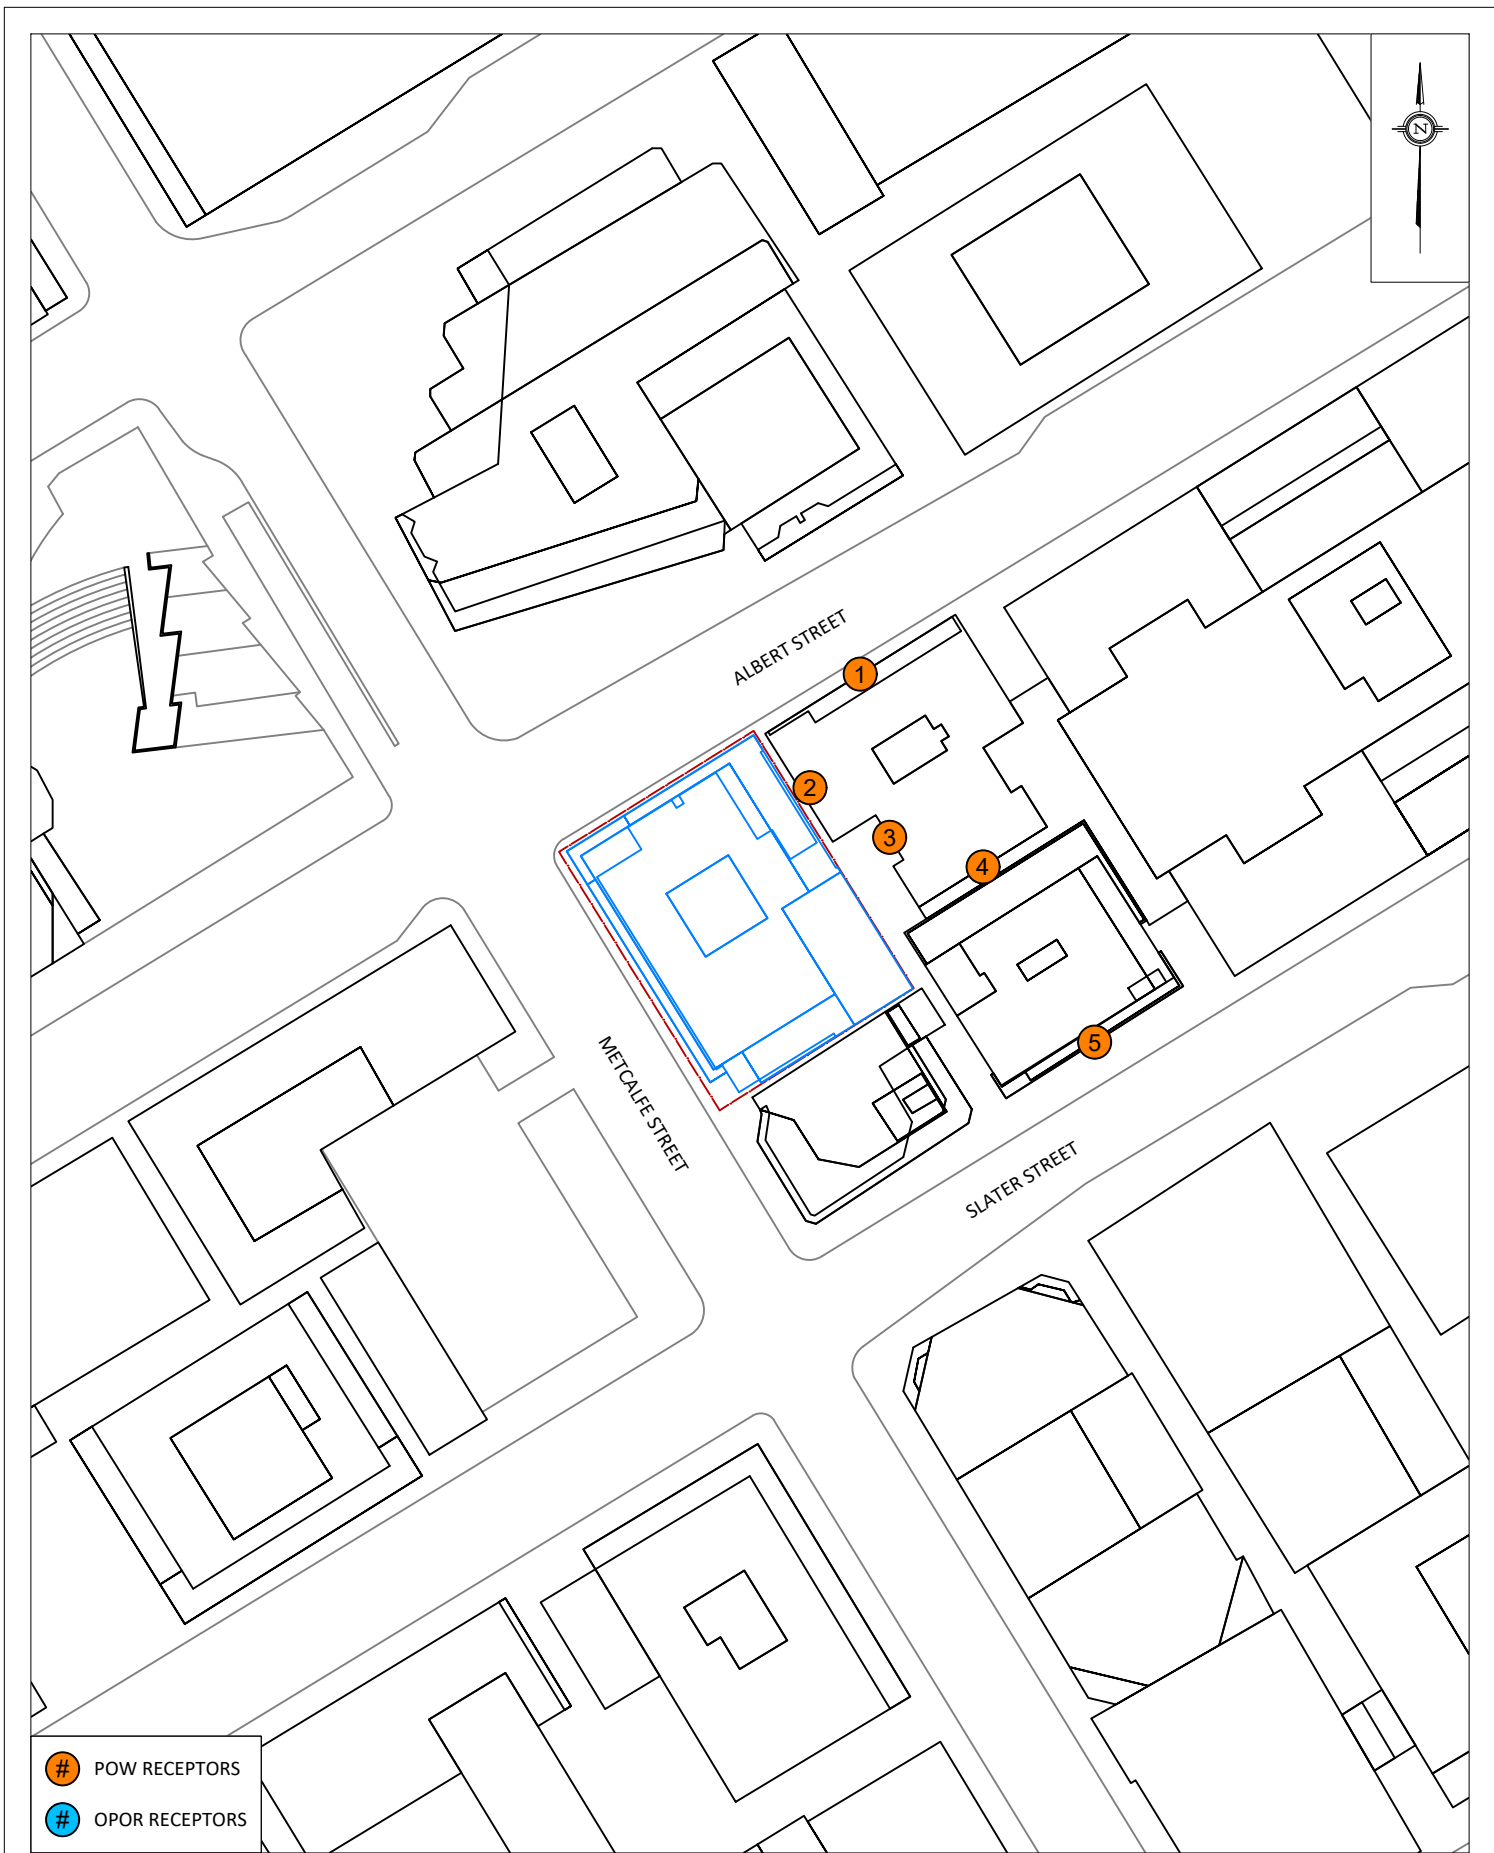 N
ALBERT STREET
1
2
3
4
5
METCALFE STREET
SLATER STREET
# POW RECEPTORS
# OPOR RECEPTORS